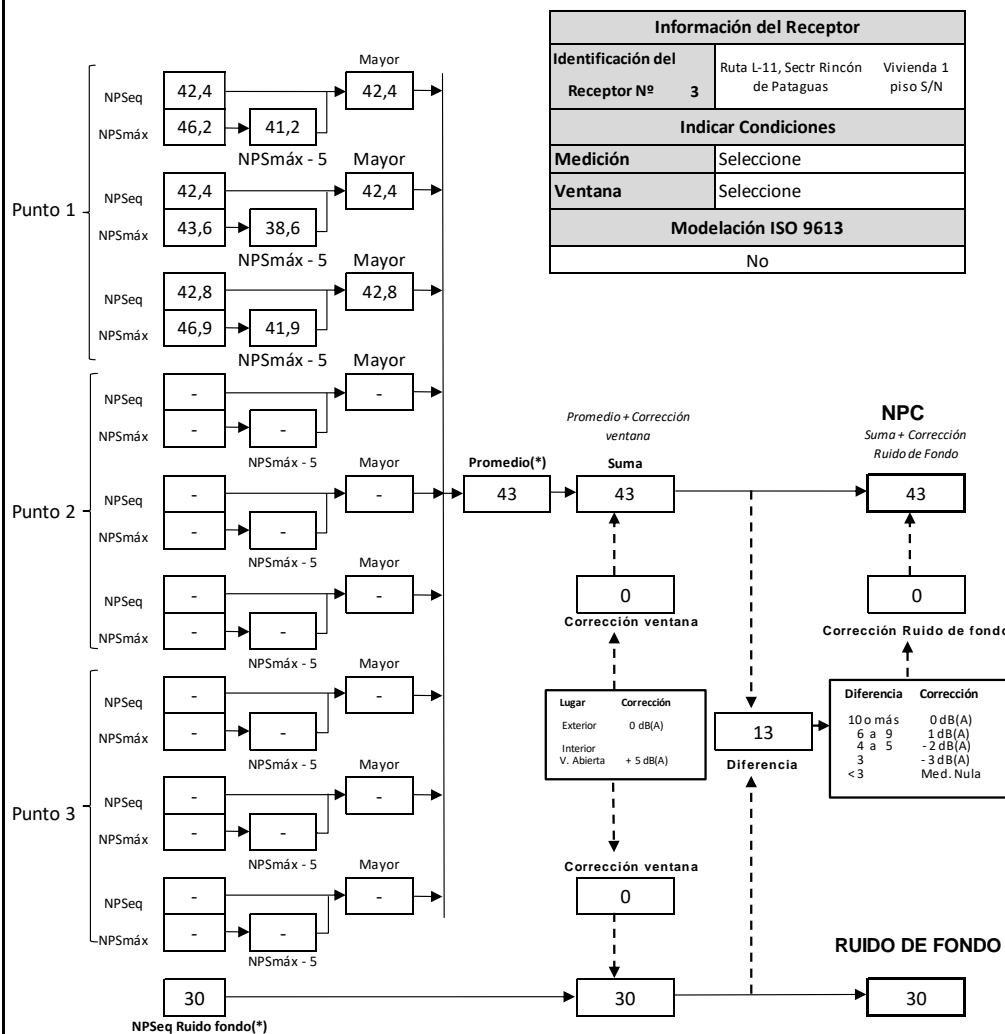 Información del Receptor
Identificación del Receptor Nº 3
Ruta L-11, Sectr Rincón de Pataguas
Vivienda 1 piso S/N
Indicar Condiciones
Medición Seleccione
Ventana Seleccione
Modelación ISO 9613
No
Punto 1
Mayor
NPSeq 42,4 42,4
NPSmáx 46,2 41,2
NPSmáx - 5 Mayor
NPSeq 42,4 42,4
NPSmáx 43,6 38,6
NPSmáx - 5 Mayor
NPSeq 42,8 42,8
NPSmáx 46,9 41,9
NPSmáx - 5 Mayor
Punto 2
NPSeq - -
NPSmáx - -
NPSmáx - 5 Mayor
NPSeq - -
NPSmáx - -
NPSmáx - 5 Mayor
NPSeq - -
NPSmáx - -
NPSmáx - 5 Mayor
Punto 3
NPSeq - -
NPSmáx - -
NPSmáx - 5 Mayor
NPSeq - -
NPSmáx - -
NPSmáx - 5 Mayor
NPSeq - -
NPSmáx - -
NPSmáx - 5
Promedio(*)
43
Promedio + Corrección
ventana
Suma
43
0
Corrección ventana
Lugar Corrección
Exterior 0 dB(A)
Interior
V. Abierta + 5 dB(A)
Corrección ventana
0
13
Diferencia
NPC
Suma + Corrección
Ruido de Fondo
43
0
Corrección Ruido de fondo
Diferencia Corrección
10 o más 0 dB(A)
6 a 9 1 dB(A)
4 a 5 - 2 dB(A)
3 - 3 dB(A)
< 3 Med. Nula
RUIDO DE FONDO
30 30 30
NPSeq Ruido fondo(*)